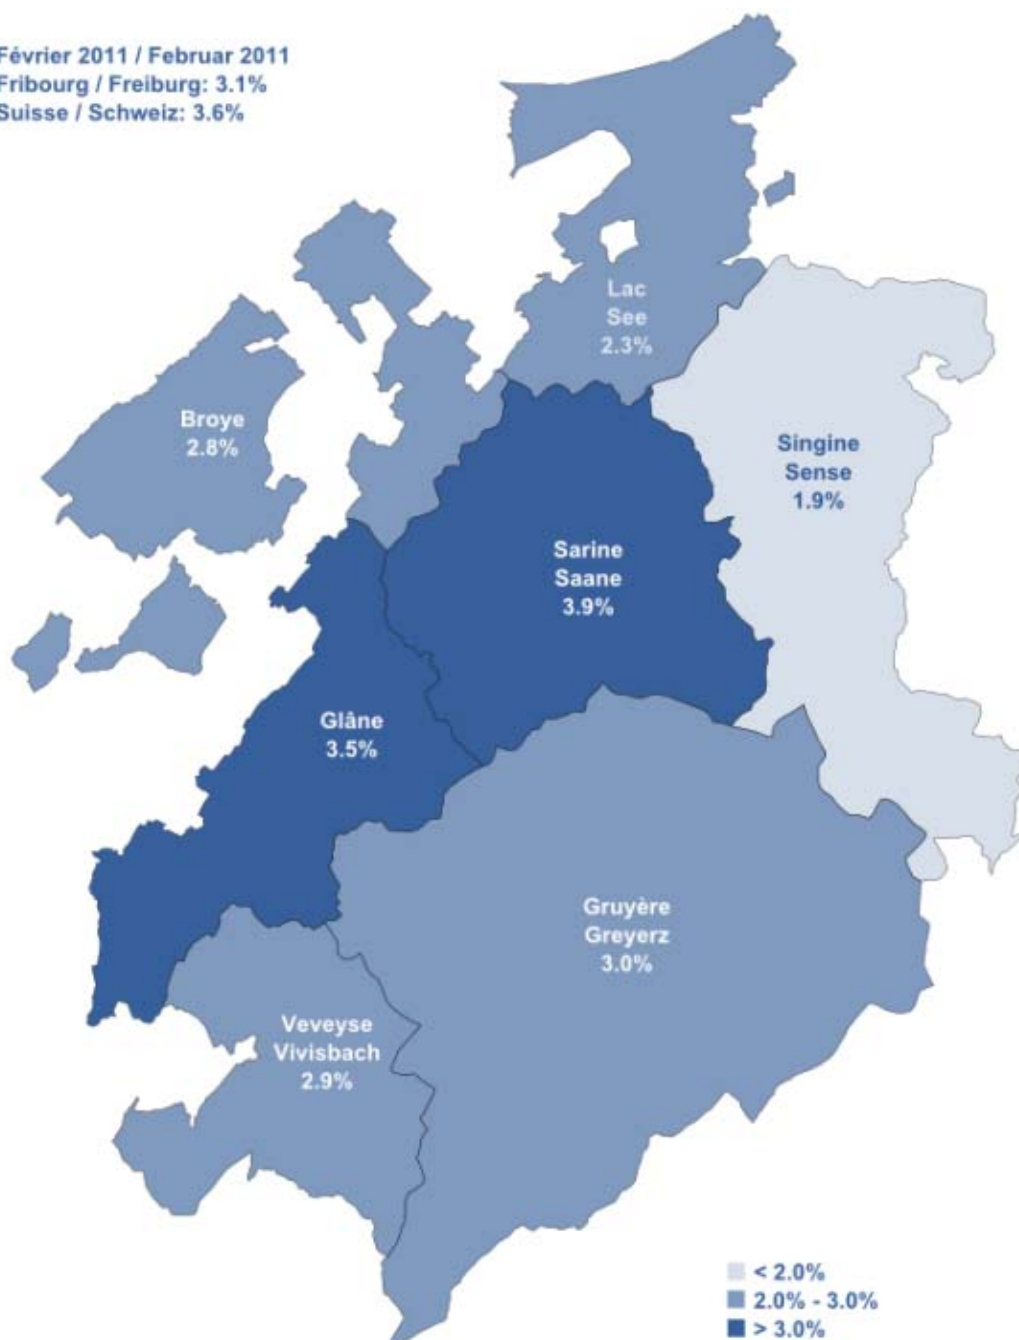 Février 2011 / Februar 2011
Fribourg / Freiburg: 3.1%
Suisse / Schweiz: 3.6%
Lac
See
2.3%
Broye
2.8%
Singine
Sense
1.9%
Sarine
Saane
3.9%
Glâne
3.5%
Gruyère
Greyerz
3.0%
Veveyse
Vivisbach
2.9%
< 2.0%
2.0% - 3.0%
> 3.0%